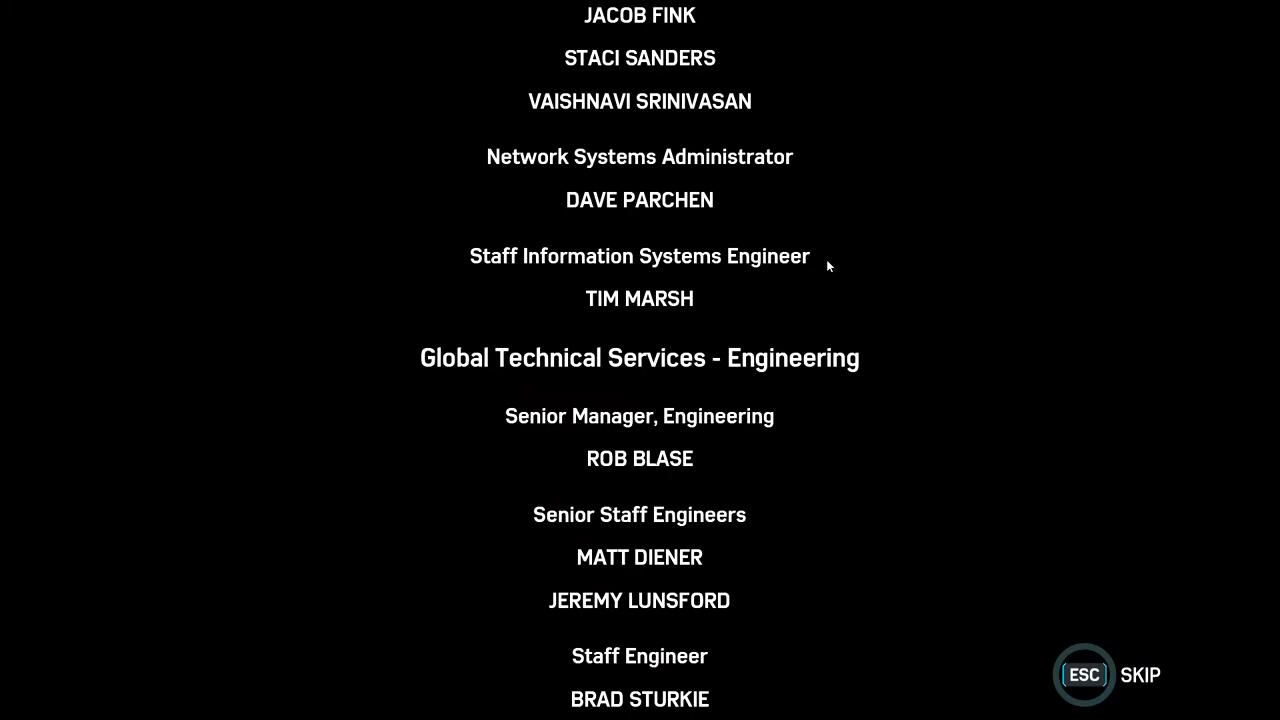 JACOB FINK
STACI SANDERS
VAISHNAVI SRINIVASAN
Network Systems Administrator
DAVE PARCHEN
Staff Information Systems Engineer
TIM MARSH
Global Technical Services - Engineering
Senior Manager, Engineering
ROB BLASE
Senior Staff Engineers
MATT DIENER
JEREMY LUNSFORD
Staff Engineer
BRAD STURKIE
ESC SKIP